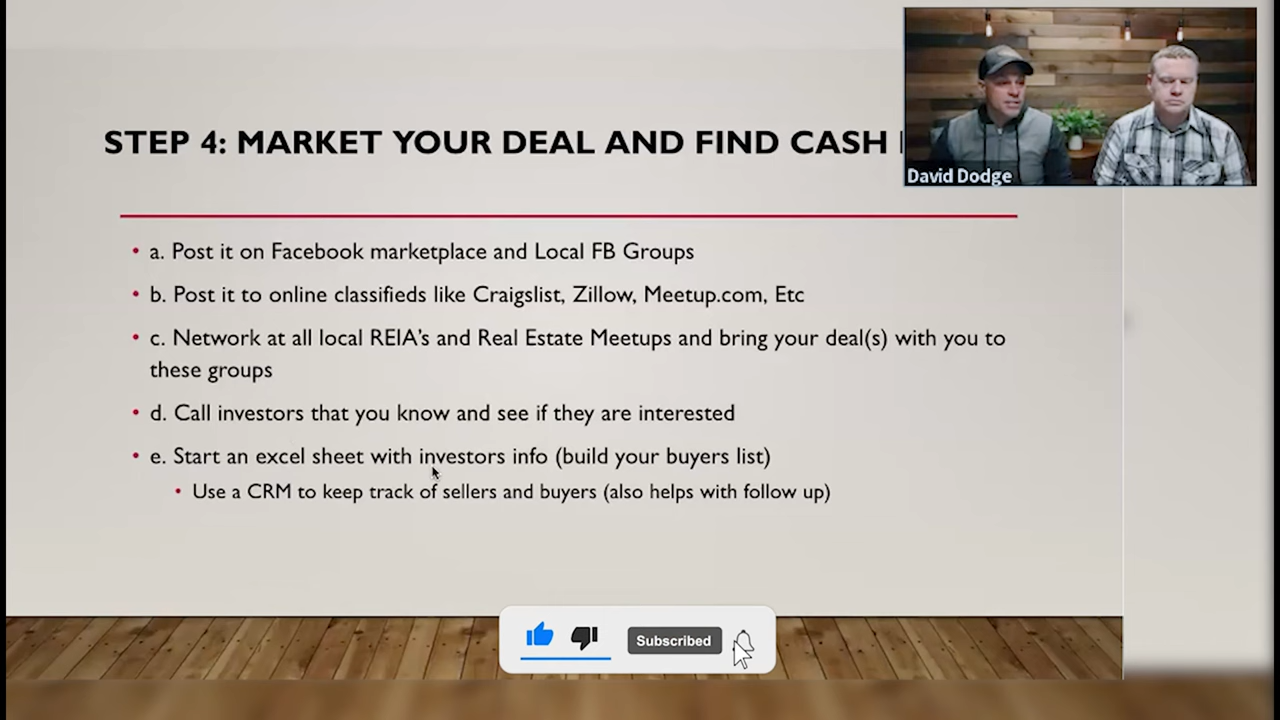 STEP 4: MARKET YOUR DEAL AND FIND CASH
David Dodge
• a. Post it on Facebook marketplace and Local FB Groups
• b. Post it to online classifieds like Craigslist, Zillow, Meetup.com, Etc
• c. Network at all local REIA's and Real Estate Meetups and bring your deal(s) with you to
these groups
• d. Call investors that you know and see if they are interested
• e. Start an excel sheet with investors info (build your buyers list)
• Use a CRM to keep track of sellers and buyers (also helps with follow up)
Subscribed